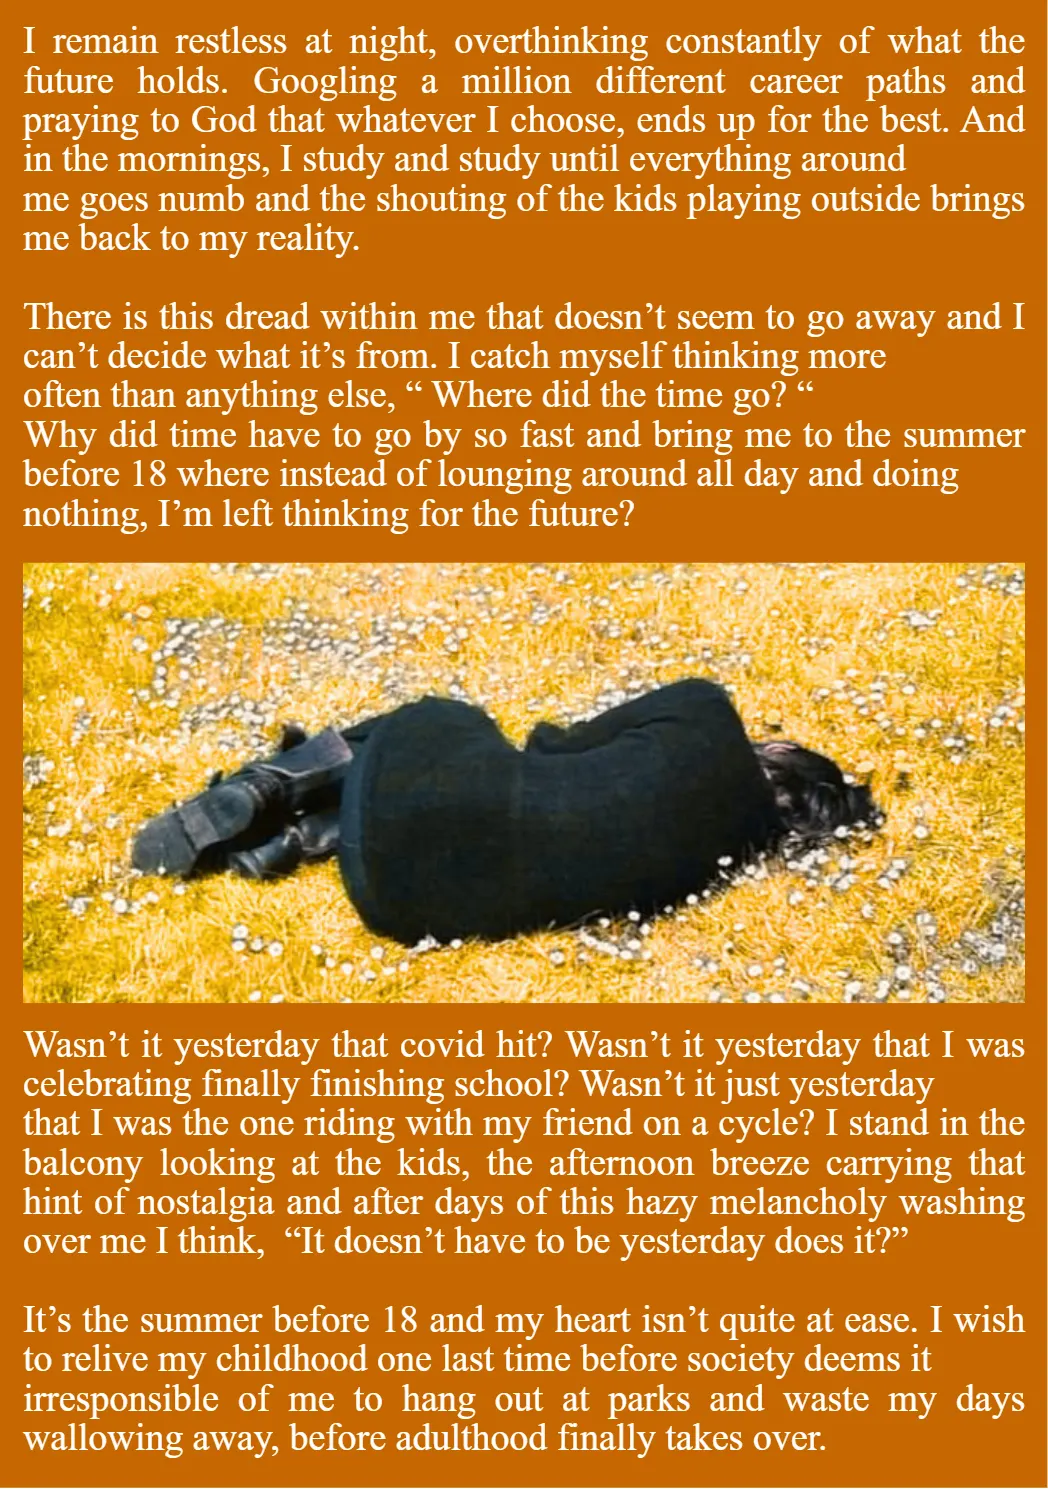 I remain restless at night, overthinking constantly of what the
future holds. Googling a million different career paths and
praying to God that whatever I choose, ends up for the best. And
in the mornings, I study and study until everything around
me goes numb and the shouting of the kids playing outside brings
me back to my reality.
There is this dread within me that doesn’t seem to go away and I
can’t decide what it’s from. I catch myself thinking more
often than anything else, “ Where did the time go? “
Why did time have to go by so fast and bring me to the summer
before 18 where instead of lounging around all day and doing
nothing, I’m left thinking for the future?
Wasn’t it yesterday that covid hit? Wasn’t it yesterday that I was
celebrating finally finishing school? Wasn’t it just yesterday
that I was the one riding with my friend on a cycle? I stand in the
balcony looking at the kids, the afternoon breeze carrying that
hint of nostalgia and after days of this hazy melancholy washing
over me I think,  “It doesn’t have to be yesterday does it?”
It’s the summer before 18 and my heart isn’t quite at ease. I wish
to relive my childhood one last time before society deems it
irresponsible of me to hang out at parks and waste my days
wallowing away, before adulthood finally takes over.